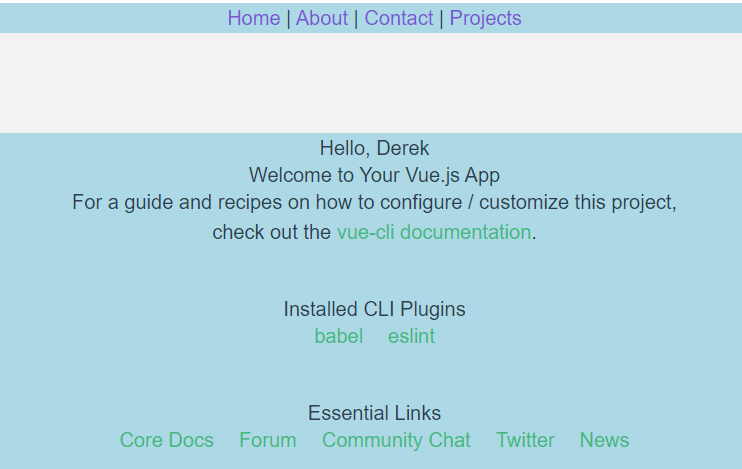 Home | About | Contact | Projects
Hello, Derek
Welcome to Your Vue.js App
For a guide and recipes on how to configure / customize this project,
check out the vue-cli documentation.
Installed CLI Plugins
babel eslint
Essential Links
Core Docs Forum Community Chat Twitter News